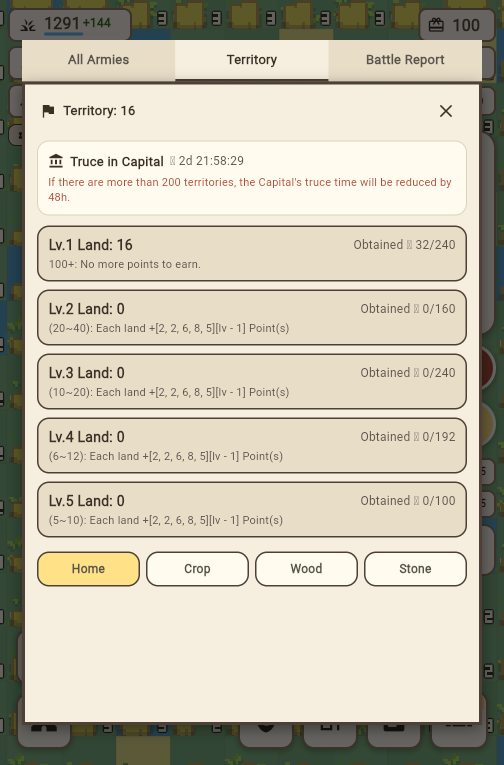 1291 +144
100
All Armies
Territory
Battle Report
Territory: 16
Truce in Capital 2d 21:58:29
If there are more than 200 territories, the Capital's truce time will be reduced by
48h.
Lv.1 Land: 16
Obtained 32/240
100+: No more points to earn.
Lv.2 Land: 0
Obtained 0/160
(20~40): Each land +[2, 2, 6, 8, 5][lv - 1] Point(s)
Lv.3 Land: 0
Obtained 0/240
(10~20): Each land +[2, 2, 6, 8, 5][lv - 1] Point(s)
Lv.4 Land: 0
Obtained 0/192
(6~12): Each land +[2, 2, 6, 8, 5][lv - 1] Point(s)
Lv.5 Land: 0
Obtained 0/100
(5~10): Each land +[2, 2, 6, 8, 5][lv - 1] Point(s)
Home
Crop
Wood
Stone